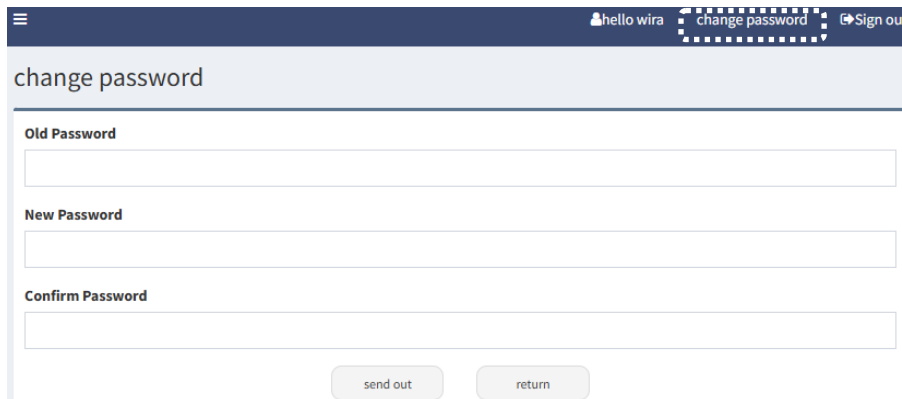 hello wira change password Sign ou
change password
Old Password
New Password
Confirm Password
send out return